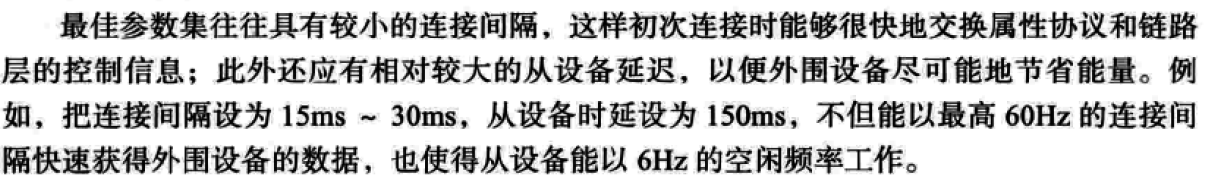 最佳参数集往往具有较小的连接间隔，这样初次连接时能够很快地交换属性协议和链路
层的控制信息；此外还应有相对较大的从设备延迟，以便外围设备尽可能地节省能量。例
如，把连接间隔设为 15ms ~ 30ms，从设备时延设为 150ms，不但能以最高 60Hz 的连接间
隔快速获得外围设备的数据，也使得从设备能以 6Hz 的空闲频率工作。